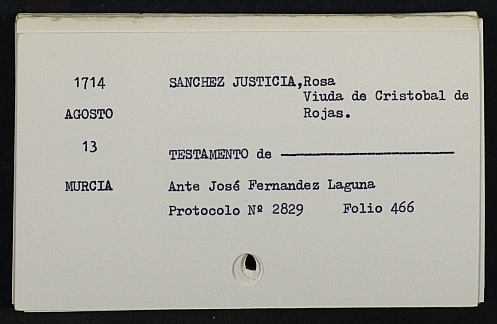 1714 SANCHEZ JUSTICIA,Rosa
Viuda de Cristobal de
AGOSTO Rojas.
13
TESTAMENTO de
MURCIA Ante José Fernandez Laguna
Protocolo Nº 2829 Folio 466